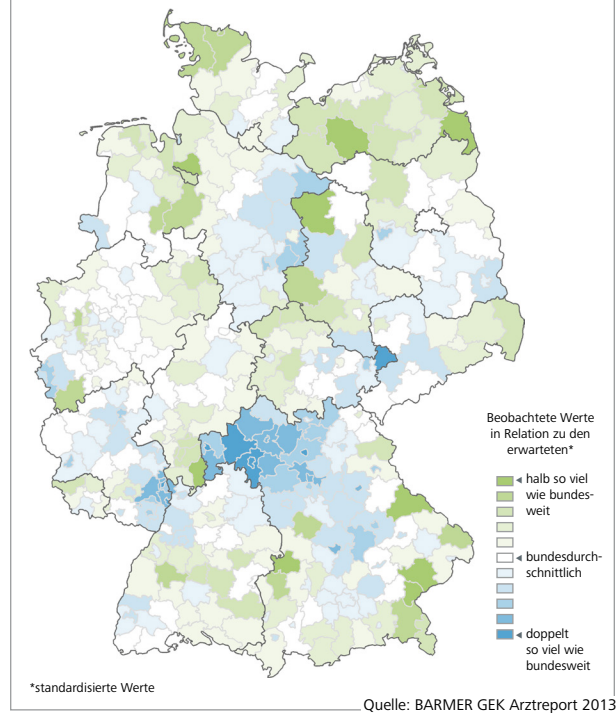 Beobachtete Werte
in Relation zu den
erwarteten*
halb so viel
wie bundes-
weit
bundesdurch-
schnittlich
doppelt
so viel wie
bundesweit
*standardisierte Werte
Quelle: BARMER GEK Arztreport 2013